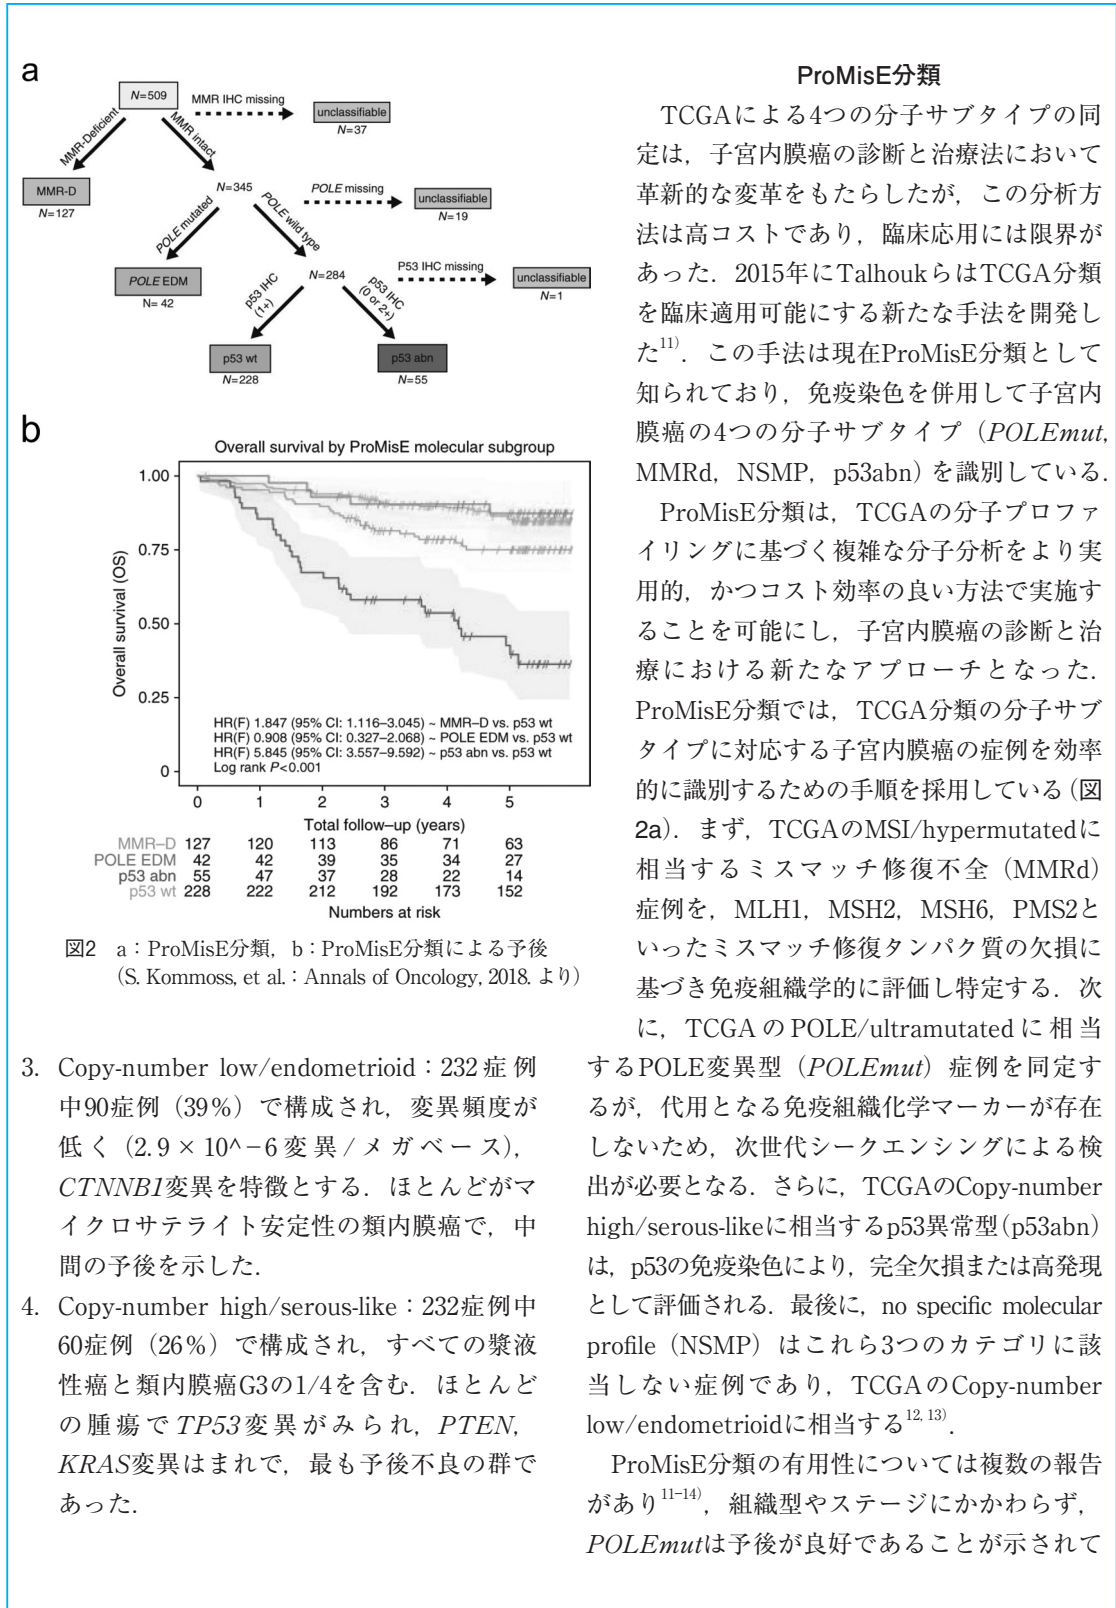 a
N=509
MMR IHC missing
unclassifiable
N=37
MMR-Deficient
MMR intact
MMR-D
N=127
N=345
POLE missing
unclassifiable
N=19
POLE mutated
POLE wild type
POLE EDM
N= 42
N=284
P53 IHC missing
unclassifiable
N=1
p53 IHC
(1+)
p53 IHC
(0 or 2+)
p53 wt
N=228
p53 abn
N=55
b
Overall survival by ProMisE molecular subgroup
Overall survival (OS)
1.00
0.75
0.50
0.25
0
HR(F) 1.847 (95% CI: 1.116–3.045) ~ MMR–D vs. p53 wt
HR(F) 0.908 (95% CI: 0.327–2.068) ~ POLE EDM vs. p53 wt
HR(F) 5.845 (95% CI: 3.557–9.592) ~ p53 abn vs. p53 wt
Log rank P<0.001
0 1 2 3 4 5
Total follow–up (years)
MMR–D 127 120 113 86 71 63
POLE EDM 42 42 39 35 34 27
p53 abn 55 47 37 28 22 14
p53 wt 228 222 212 192 173 152
Numbers at risk
図2 a：ProMisE分類，b：ProMisE分類による予後
（S. Kommoss, et al.：Annals of Oncology, 2018. より）
3. Copy-number low/endometrioid：232症例
中90症例（39％）で構成され，変異頻度が
低く（2.9 × 10^−6変異/メガベース），
CTNNB1変異を特徴とする．ほとんどがマ
イクロサテライト安定性の類内膜癌で，中
間の予後を示した．
4. Copy-number high/serous-like：232症例中
60症例（26％）で構成され，すべての漿液
性癌と類内膜癌G3の1/4を含む．ほとんど
の腫瘍でTP53変異がみられ，PTEN，
KRAS変異はまれで，最も予後不良の群で
あった．
ProMisE分類
TCGAによる4つの分子サブタイプの同
定は，子宮内膜癌の診断と治療法において
革新的な変革をもたらしたが，この分析方
法は高コストであり，臨床応用には限界が
あった．2015年にTalhoukらはTCGA分類
を臨床適用可能にする新たな手法を開発し
た11)．この手法は現在ProMisE分類として
知られており，免疫染色を併用して子宮内
膜癌の4つの分子サブタイプ（POLEmut,
MMRd，NSMP，p53abn）を識別している．
ProMisE分類は，TCGAの分子プロファ
イリングに基づく複雑な分子分析をより実
用的，かつコスト効率の良い方法で実施す
ることを可能にし，子宮内膜癌の診断と治
療における新たなアプローチとなった．
ProMisE分類では，TCGA分類の分子サブ
タイプに対応する子宮内膜癌の症例を効率
的に識別するための手順を採用している（図
2a）．まず，TCGAのMSI/hypermutatedに
相当するミスマッチ修復不全（MMRd）
症例を，MLH1，MSH2，MSH6，PMS2と
いったミスマッチ修復タンパク質の欠損に
基づき免疫組織学的に評価し特定する．次
に，TCGAのPOLE/ultramutatedに相当
するPOLE変異型（POLEmut）症例を同定す
るが，代用となる免疫組織化学マーカーが存在
しないため，次世代シークエンシングによる検
出が必要となる．さらに，TCGAのCopy-number
high/serous-likeに相当するp53異常型（p53abn）
は，p53の免疫染色により，完全欠損または高発現
として評価される．最後に，no specific molecular
profile（NSMP）はこれら3つのカテゴリに該
当しない症例であり，TCGAのCopy-number
low/endometrioidに相当する12, 13)．
ProMisE分類の有用性については複数の報告
があり11-14)，組織型やステージにかかわらず，
POLEmutは予後が良好であることが示されて